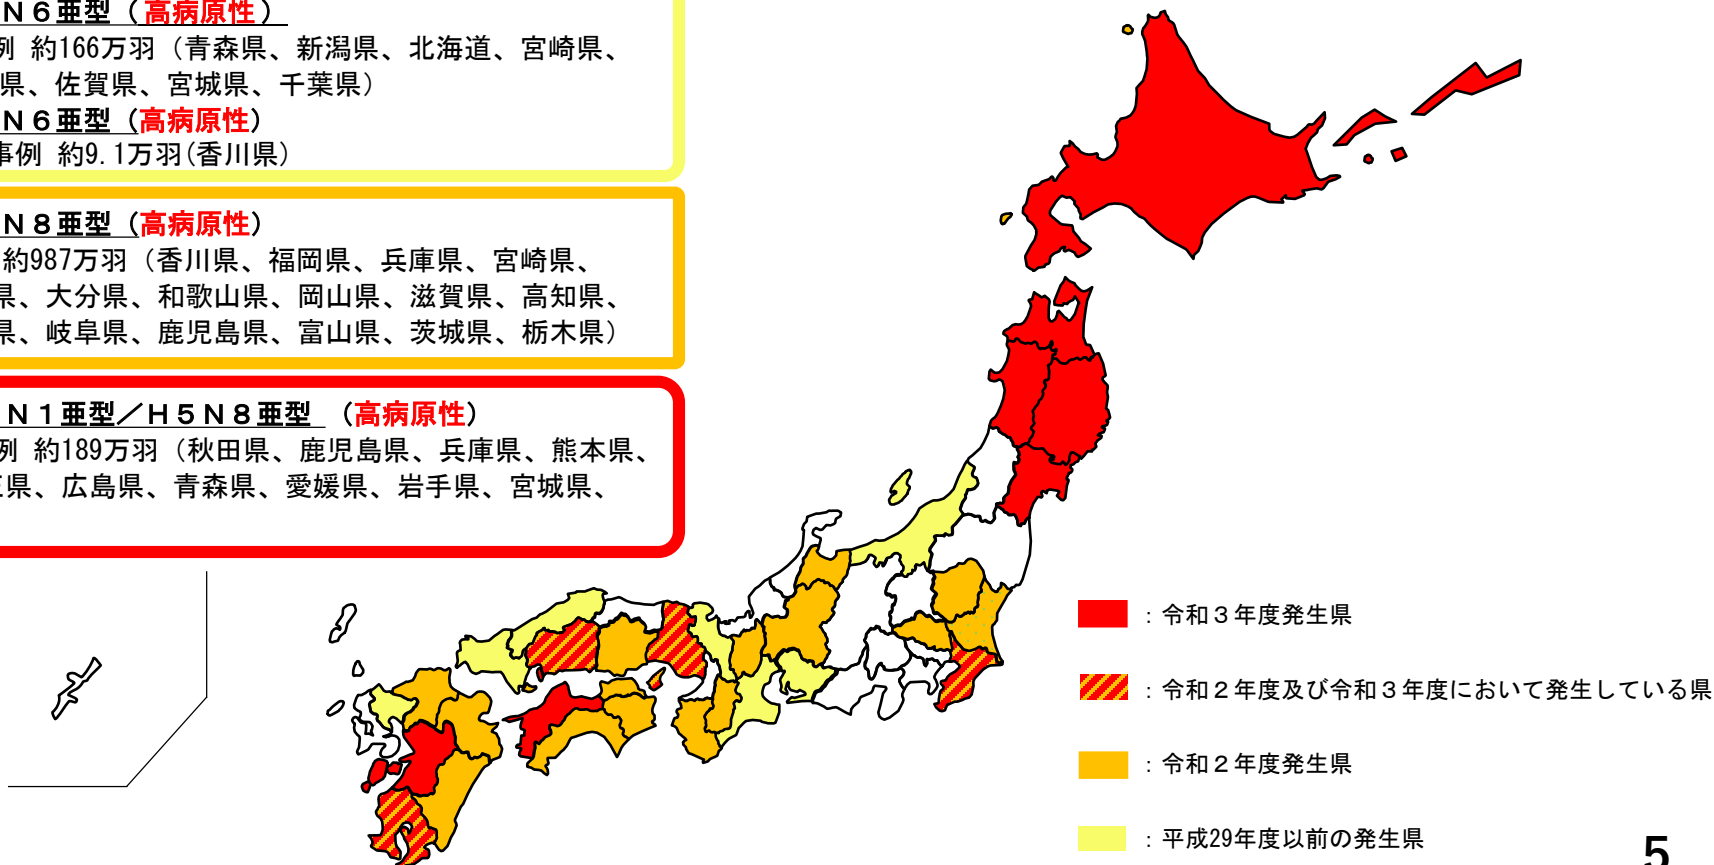 Ｎ６亜型（高病原性）
例 約166万羽（青森県、新潟県、北海道、宮崎県、
県、佐賀県、宮城県、千葉県）
Ｎ６亜型（高病原性）
事例 約9.1万羽(香川県)
Ｎ８亜型（高病原性）
約987万羽（香川県、福岡県、兵庫県、宮崎県、
県、大分県、和歌山県、岡山県、滋賀県、高知県、
県、岐阜県、鹿児島県、富山県、茨城県、栃木県）
Ｎ１亜型／Ｈ５Ｎ８亜型 （高病原性）
例 約189万羽（秋田県、鹿児島県、兵庫県、熊本県、
県、広島県、青森県、愛媛県、岩手県、宮城県、
：令和３年度発生県
：令和２年度及び令和３年度において発生している県
：令和２年度発生県
：平成29年度以前の発生県
5